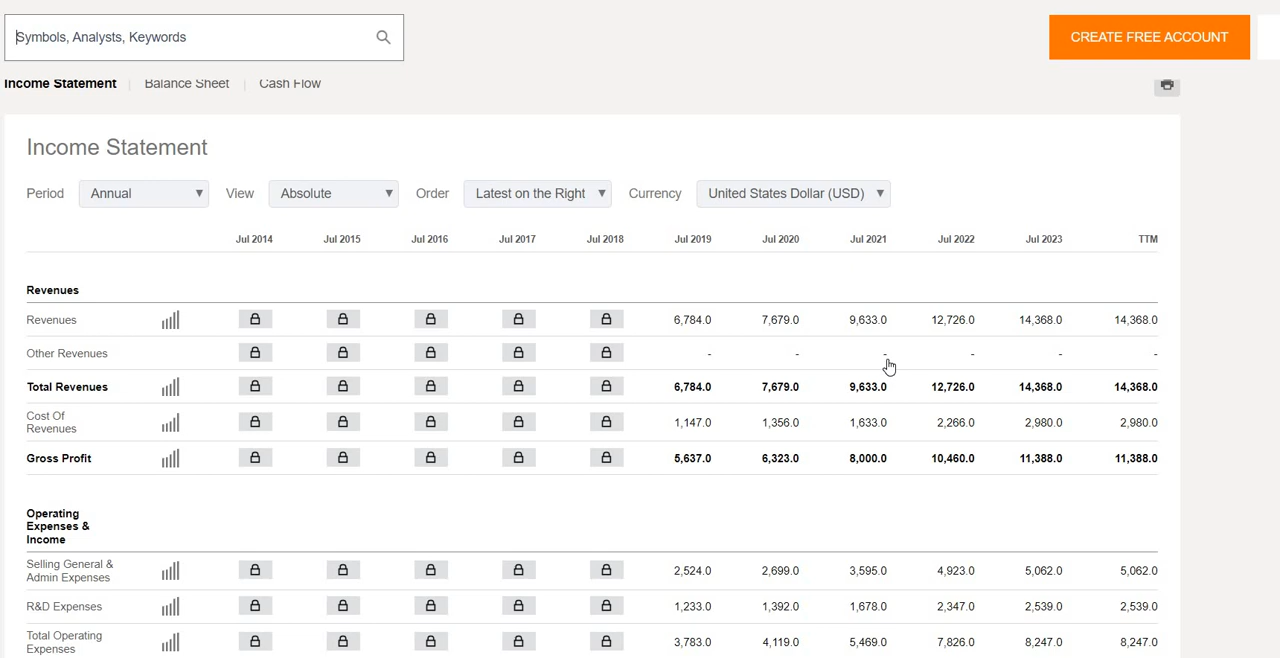 Symbols, Analysts, Keywords
CREATE FREE ACCOUNT
Income Statement Balance Sheet Cash Flow
Income Statement
Period Annual View Absolute Order Latest on the Right Currency United States Dollar (USD)
Jul 2014 Jul 2015 Jul 2016 Jul 2017 Jul 2018 Jul 2019 Jul 2020 Jul 2021 Jul 2022 Jul 2023 TTM
Revenues
Revenues 6,784.0 7,679.0 9,633.0 12,726.0 14,368.0 14,368.0
Other Revenues - - - - - -
Total Revenues 6,784.0 7,679.0 9,633.0 12,726.0 14,368.0 14,368.0
Cost Of
Revenues 1,147.0 1,356.0 1,633.0 2,266.0 2,980.0 2,980.0
Gross Profit 5,637.0 6,323.0 8,000.0 10,460.0 11,388.0 11,388.0
Operating
Expenses &
Income
Selling General &
Admin Expenses 2,524.0 2,699.0 3,595.0 4,923.0 5,062.0 5,062.0
R&D Expenses 1,233.0 1,392.0 1,678.0 2,347.0 2,539.0 2,539.0
Total Operating
Expenses 3,783.0 4,119.0 5,469.0 7,826.0 8,247.0 8,247.0